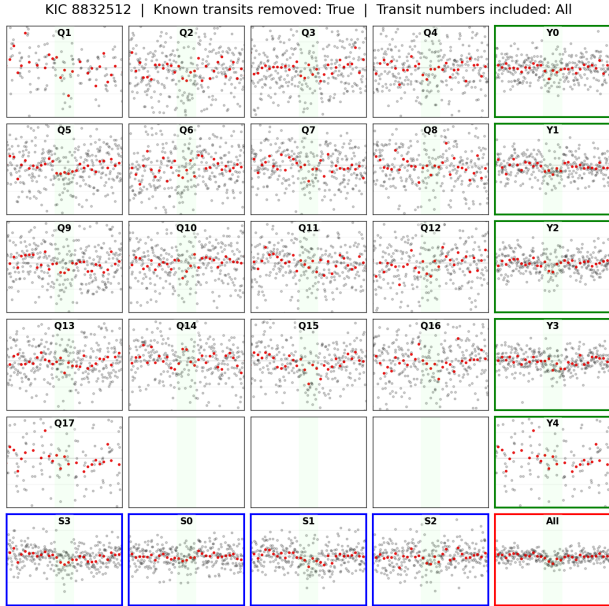 KIC 8832512 | Known transits removed: True | Transit numbers included: All
Q1 Q2 Q3 Q4 Y0
Q5 Q6 Q7 Q8 Y1
Q9 Q10 Q11 Q12 Y2
Q13 Q14 Q15 Q16 Y3
Q17 Y4
S3 S0 S1 S2 All